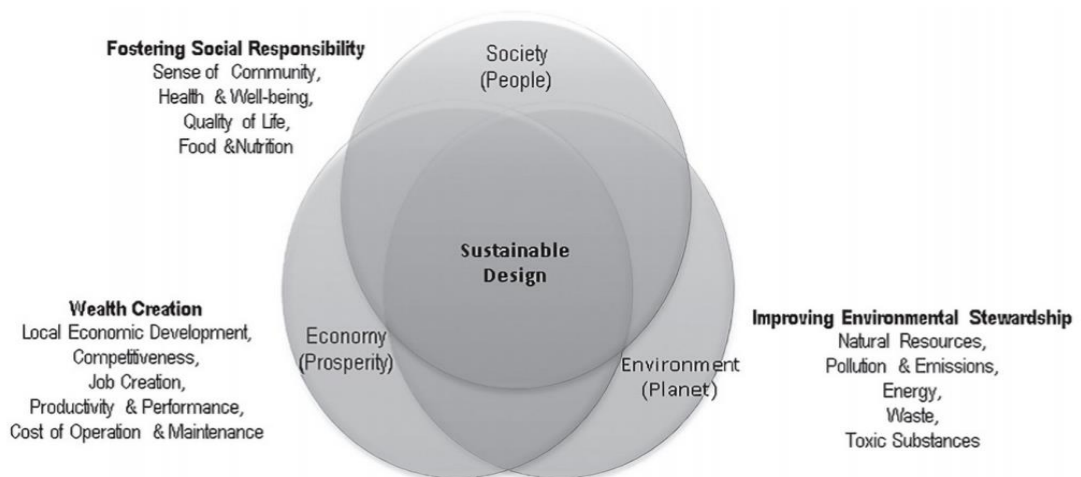 Fostering Social Responsibility
Sense of Community,
Health & Well-being,
Quality of Life,
Food &Nutrition
Society
(People)
Sustainable
Design
Wealth Creation
Local Economic Development,
Competitiveness,
Job Creation,
Productivity & Performance,
Cost of Operation & Maintenance
Economy
(Prosperity)
Environment
(Planet)
Improving Environmental Stewardship
Natural Resources,
Pollution & Emissions,
Energy,
Waste,
Toxic Substances